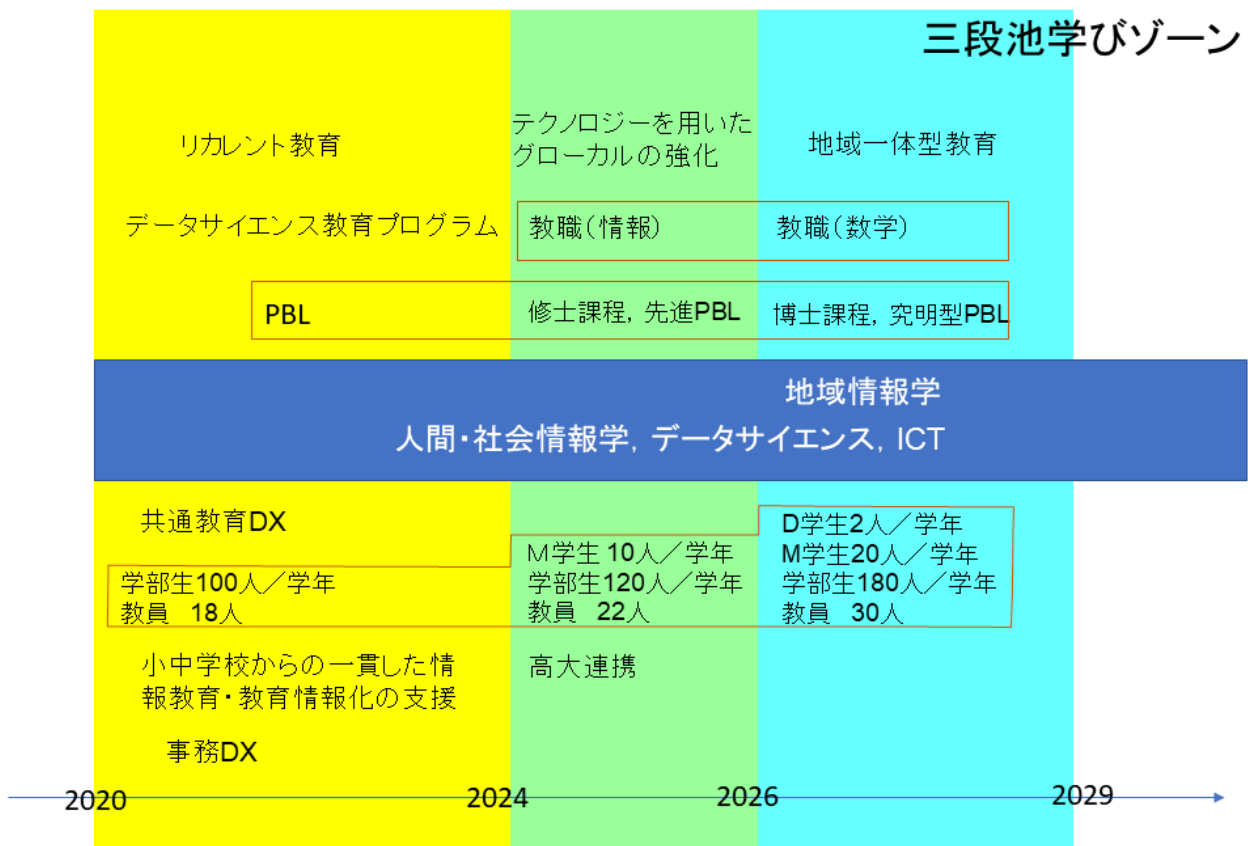 三段池学びゾーン
リカレント教育
テクノロジーを用いた
グローカルの強化
地域一体型教育
データサイエンス教育プログラム
教職(情報)
教職(数学)
PBL
修士課程, 先進PBL
博士課程, 究明型PBL
地域情報学
人間・社会情報学, データサイエンス, ICT
共通教育DX
学部生100人/学年
教員 18人
M学生 10人/学年
学部生120人/学年
教員 22人
D学生2人/学年
M学生20人/学年
学部生180人/学年
教員 30人
小中学校からの一貫した情
報教育・教育情報化の支援
高大連携
事務DX
2020
2024
2026
2029